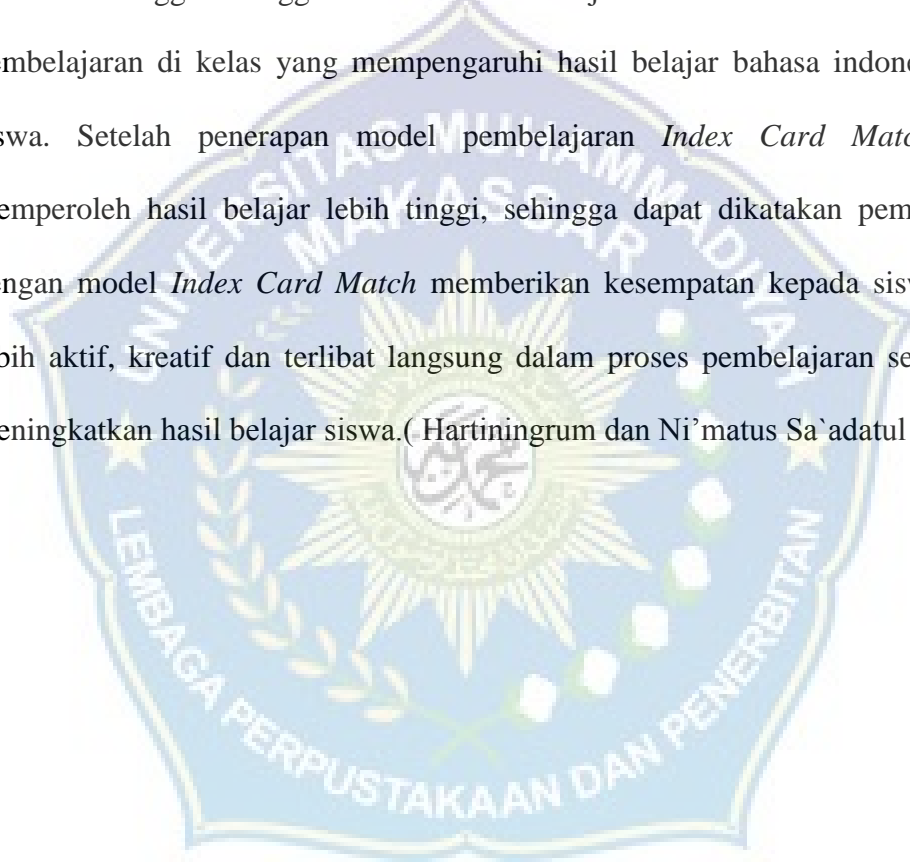 embelajaran di kelas yang mempengaruhi hasil belajar bahasa indone
swa. Setelah penerapan model pembelajaran Index Card Matc
emperoleh hasil belajar lebih tinggi, sehingga dapat dikatakan pem
engan model Index Card Match memberikan kesempatan kepada sisw
bih aktif, kreatif dan terlibat langsung dalam proses pembelajaran se
eningkatkan hasil belajar siswa.( Hartiningrum dan Ni’matus Sa`adatul
UNIVERSITAS MUHAMMADIYAH
MAKASSAR
LEMBAGA PERPUSTAKAAN DAN PENERBITAN